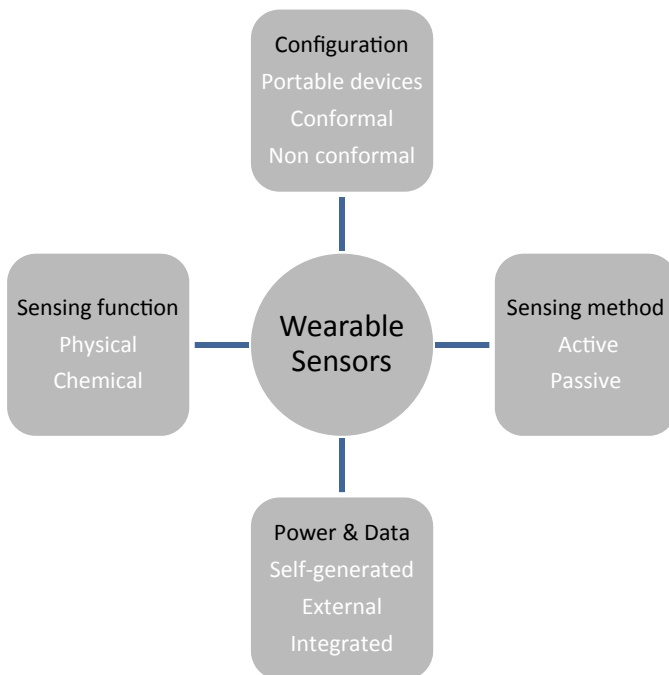 Configuration
Portable devices
Conformal
Non conformal
Sensing function
Physical
Chemical
Wearable
Sensors
Sensing method
Active
Passive
Power & Data
Self-generated
External
Integrated